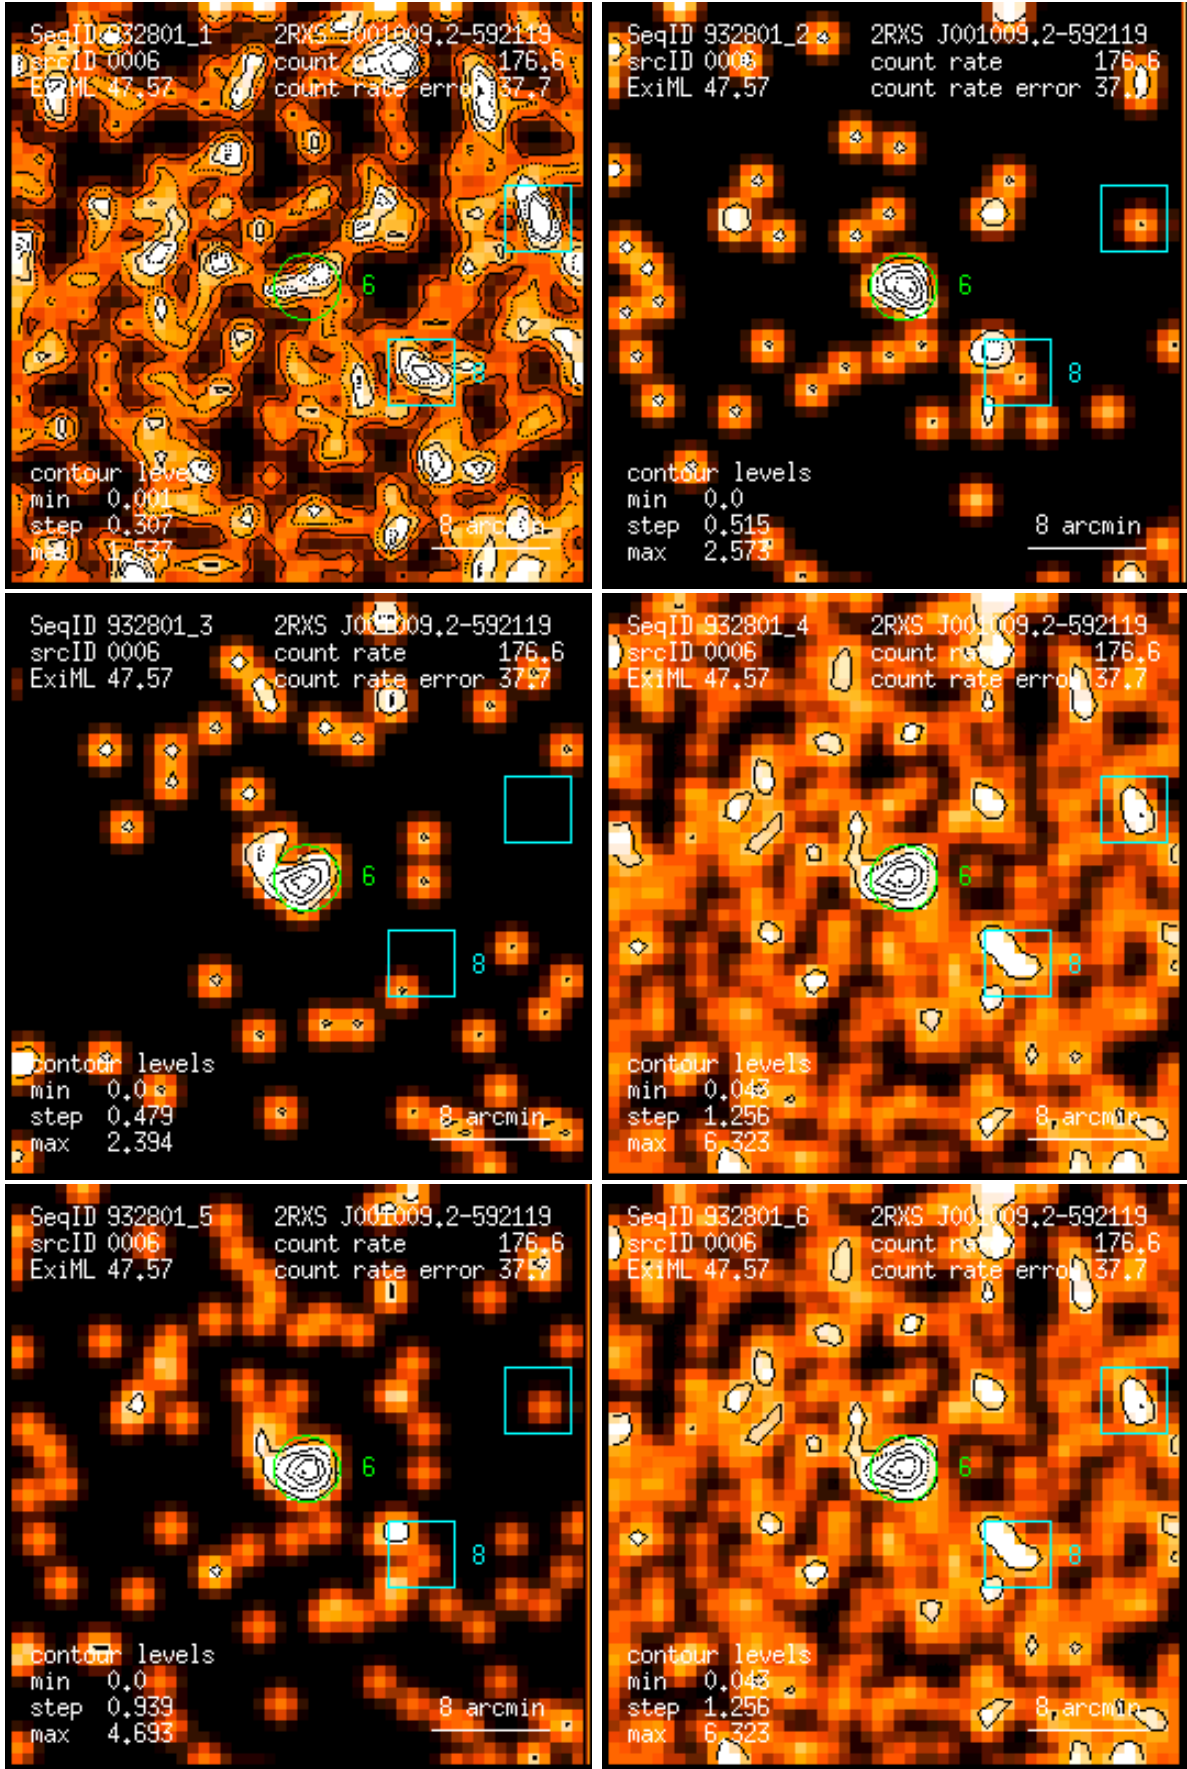 SeqID 932801_1 2RXS J001009.2-592119
srcID 0006 count rate 176.6
ExiML 47.57 count rate error 37.7
6
8
contour levels
min 0.001
step 0.307 8 arcmin
max 1.537
SeqID 932801_2 2RXS J001009.2-592119
srcID 0006 count rate 176.6
ExiML 47.57 count rate error 37.7
6
8
contour levels
min 0.0
step 0.515 8 arcmin
max 2.573
SeqID 932801_3 2RXS J001009.2-592119
srcID 0006 count rate 176.6
ExiML 47.57 count rate error 37.7
6
8
contour levels
min 0.0
step 0.479 8 arcmin
max 2.394
SeqID 932801_4 2RXS J001009.2-592119
srcID 0006 count rate 176.6
ExiML 47.57 count rate error 37.7
6
8
contour levels
min 0.043
step 1.256 8 arcmin
max 6.323
SeqID 932801_5 2RXS J001009.2-592119
srcID 0006 count rate 176.6
ExiML 47.57 count rate error 37.7
6
8
contour levels
min 0.0
step 0.939 8 arcmin
max 4.693
SeqID 932801_6 2RXS J001009.2-592119
srcID 0006 count rate 176.6
ExiML 47.57 count rate error 37.7
6
8
contour levels
min 0.043
step 1.256 8 arcmin
max 6.323